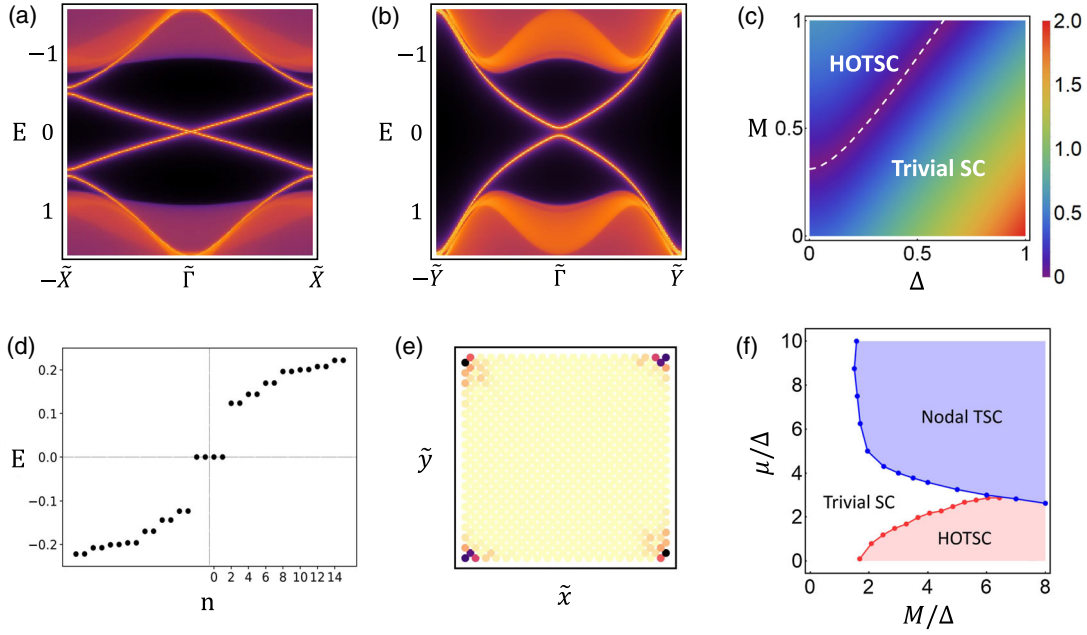 (a)
−1
E 0
1
−X̃ Γ̃ X̃
(b)
−1
E 0
1
−Ỹ Γ̃ Ỹ
(c)
1
M 0.5
0
0 0.5 1
Δ
HOTSC
Trivial SC
2.0
1.5
1.0
0.5
0
(d)
0.2
0.1
E 0.0
−0.1
−0.2
0 2 4 6 8 10 12 14
n
(e)
ỹ
x̃
(f)
10
8
6
4
2
0
μ/Δ
Nodal TSC
Trivial SC
HOTSC
0 2 4 6 8
M/Δ